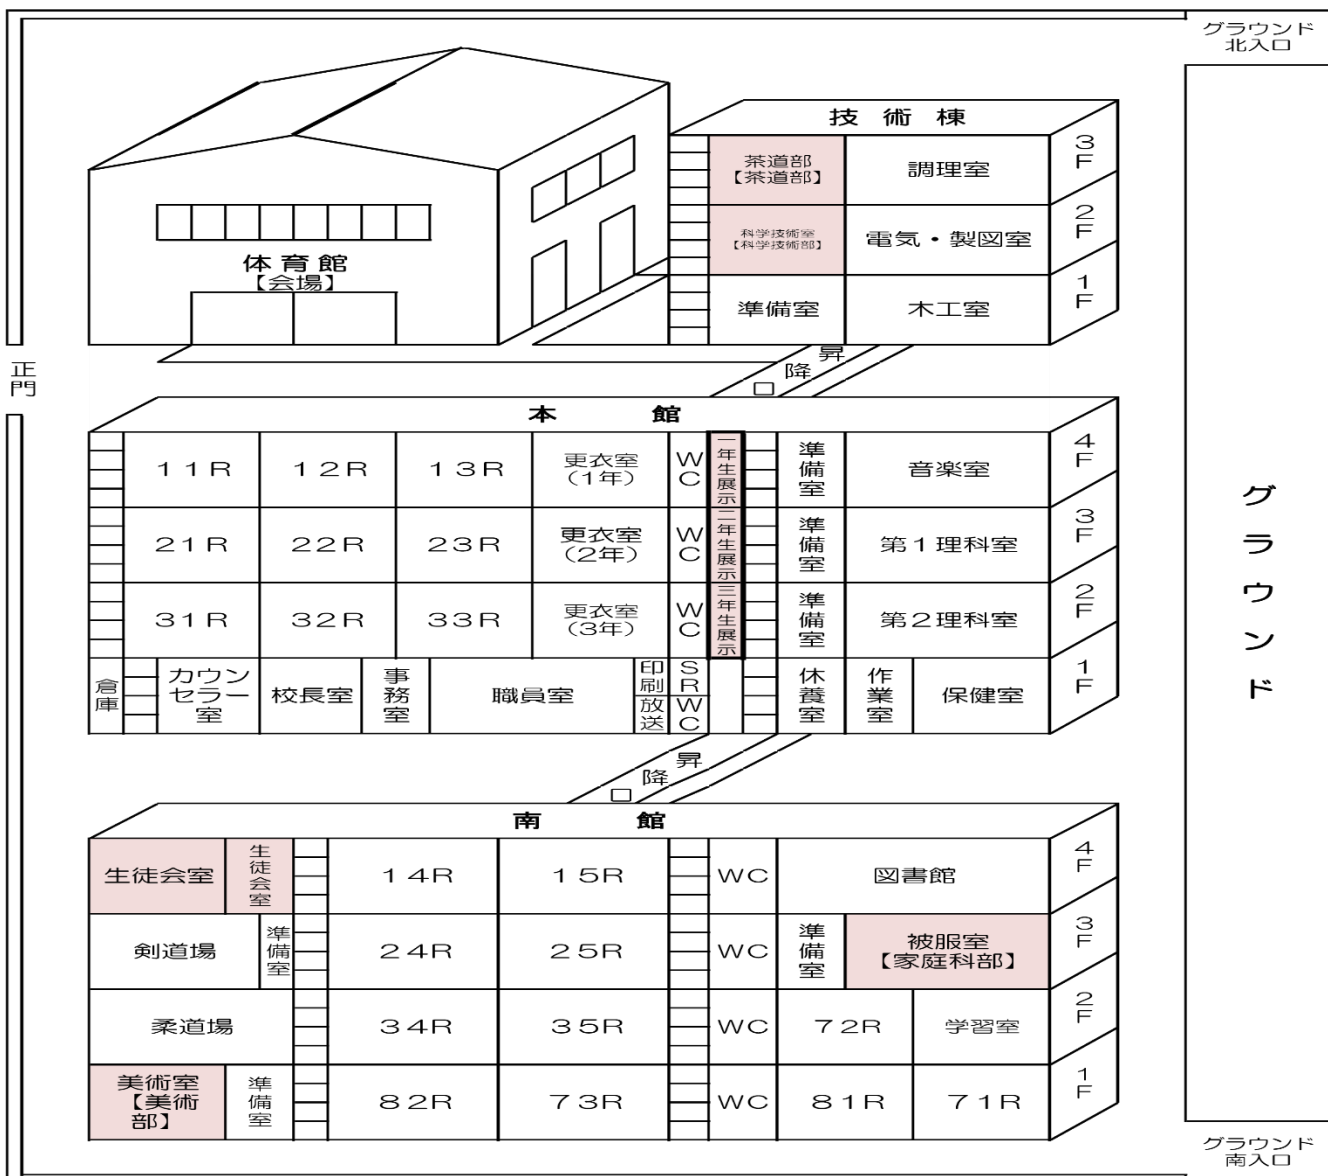 グラウンド
北入口
技術棟
茶道部
【茶道部】
調理室
3F
科学技術室
【科学技術部】
電気・製図室
2F
準備室
木工室
1F
体育館
【会場】
正門
昇降口
本館
11R
12R
13R
更衣室
(1年)
WC
一年生展示
準備室
音楽室
4F
21R
22R
23R
更衣室
(2年)
WC
二年生展示
準備室
第1理科室
3F
31R
32R
33R
更衣室
(3年)
WC
三年生展示
準備室
第2理科室
2F
倉庫
カウン
セラー
室
校長室
事務室
職員室
印刷
放送
SR
WC
休養室
作業室
保健室
1F
グラウンド
昇降口
南館
生徒会室
生徒会室
14R
15R
WC
図書館
4F
剣道場
準備室
24R
25R
WC
準備室
被服室
【家庭科部】
3F
柔道場
34R
35R
WC
72R
学習室
2F
美術室
【美術
部】
準備室
82R
73R
WC
81R
71R
1F
グラウンド
南入口